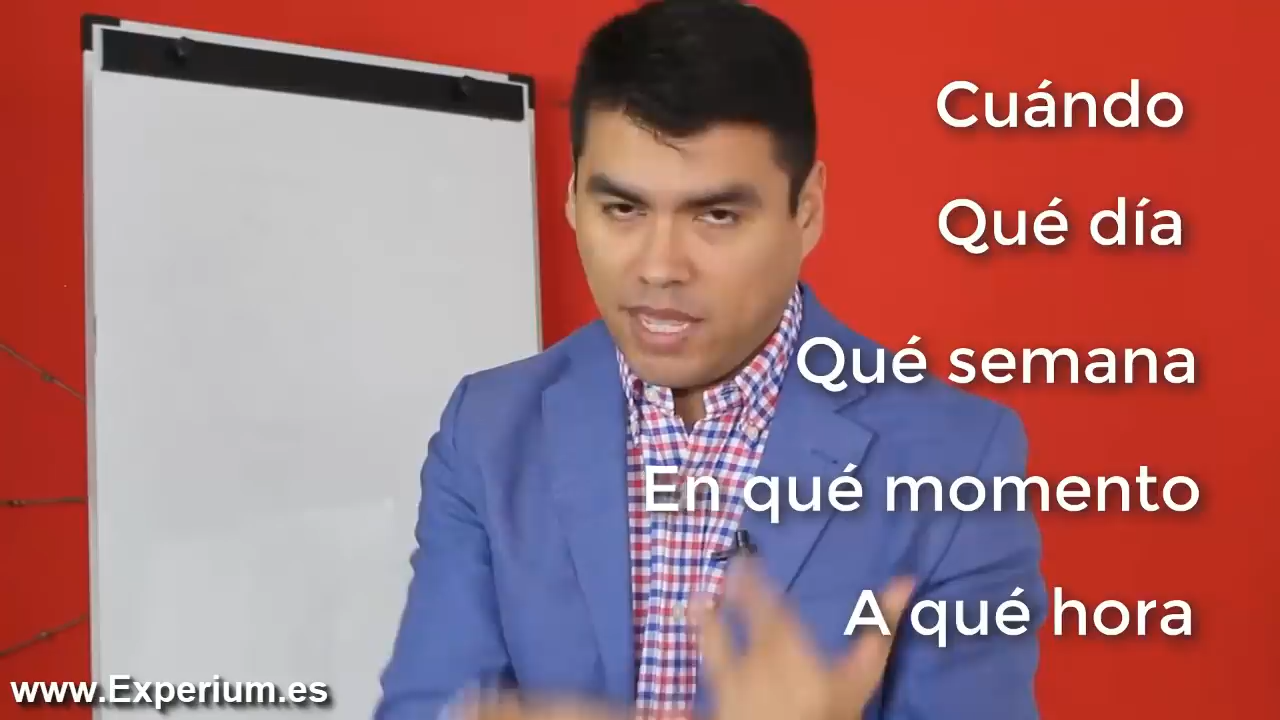 Cuándo
Qué día
Qué semana
En qué momento
A qué hora
www.Experium.es